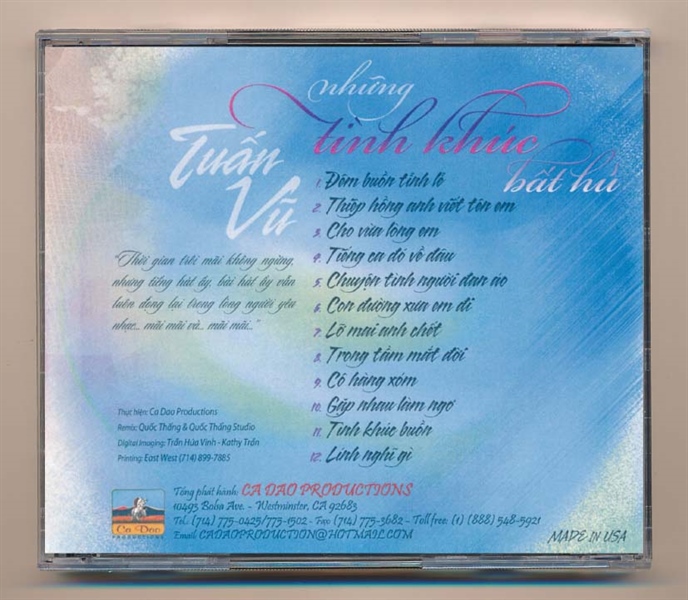 những
tình khúc
bất hủ
Tuấn
Vũ
1. Đêm buồn tỉnh lẻ
2. Thiệp hồng anh viết tên em
3. Cho vừa lòng em
4. Tiếng ca đó về đâu
5. Chuyện tình người đan áo
6. Con đường xưa em đi
7. Lỡ mai anh chết
8. Trong tầm mắt đời
9. Cô hàng xóm
10. Gặp nhau làm ngơ
11. Tình khúc buồn
12. Lính nghĩ gì
"Thời gian trôi mãi không ngừng,
nhưng tiếng hát ấy, bài hát ấy vẫn
luôn đọng lại trong lòng người yêu
nhạc... mãi mãi và... mãi mãi..."
Thực hiện: Ca Dao Productions
Remix: Quốc Thắng & Quốc Thắng Studio
Digital Imaging: Trần Hứa Vinh - Kathy Trần
Printing: East West (714) 899-7885
Ca Dao
PRODUCTIONS
Tổng phát hành: CA DAO PRODUCTIONS
10493 Bolsa Ave. - Westminster, CA 92683
Tel.: (714) 775-0425/775-1502 - Fax: (714) 775-3682 - Toll free: (1) (888) 548-5921
Email: CADAOPRODUCTION@HOTMAIL.COM
MADE IN USA